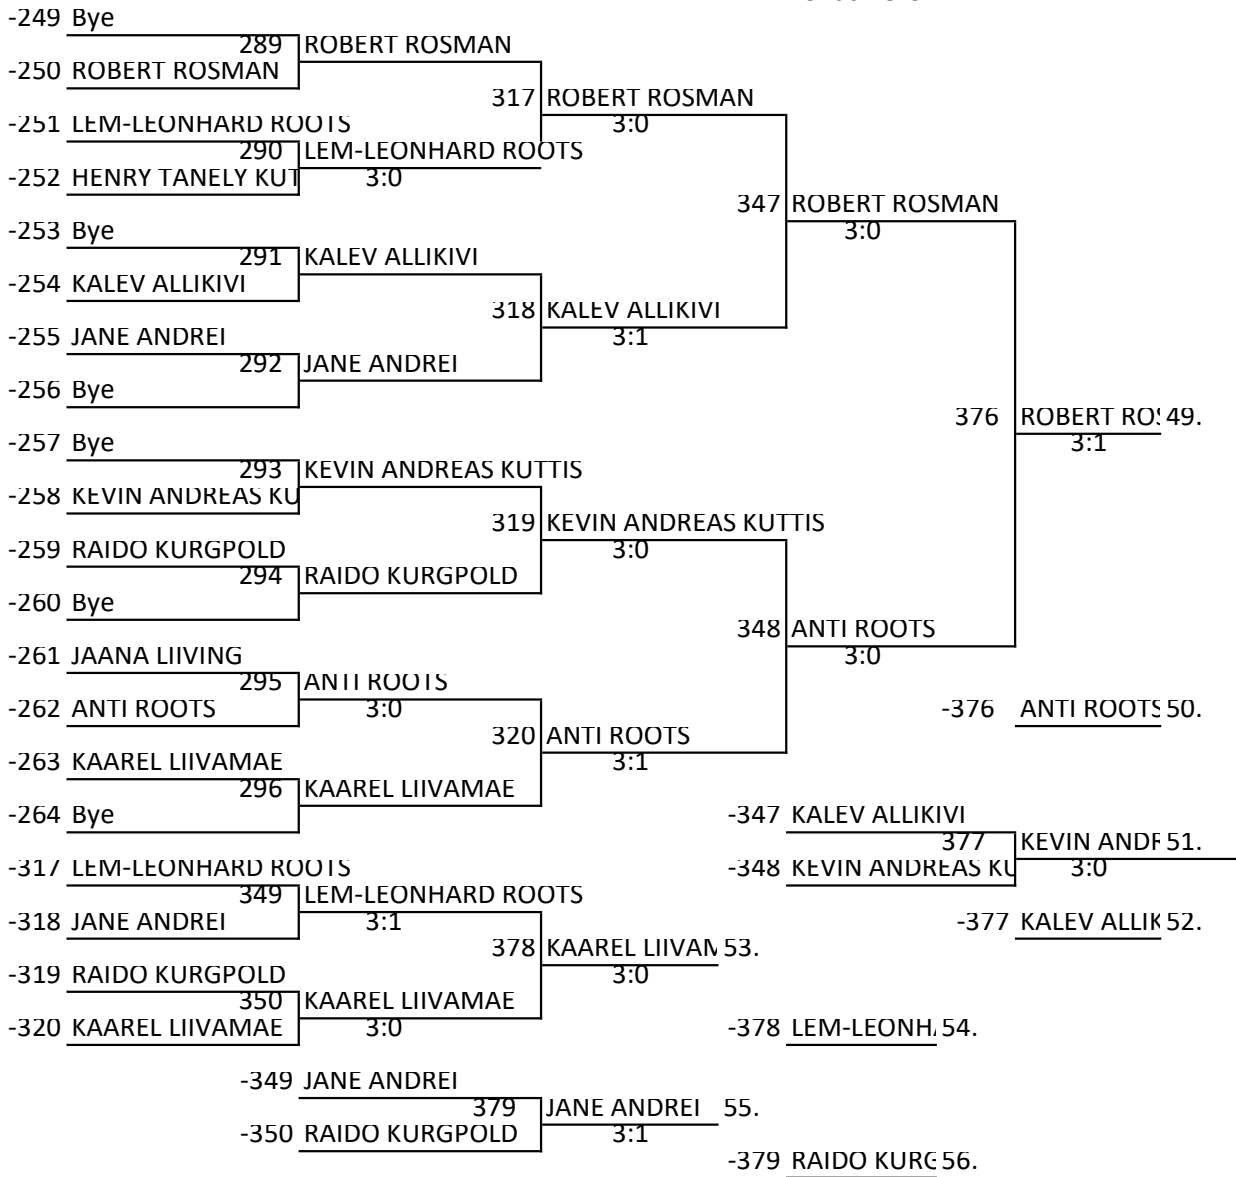 -249 Bye
289 ROBERT ROSMAN
-250 ROBERT ROSMAN
317 ROBERT ROSMAN
3:0
-251 LEM-LEONHARD ROOTS
290 LEM-LEONHARD ROOTS
-252 HENRY TANELY KUT
3:0
347 ROBERT ROSMAN
3:0
-253 Bye
291 KALEV ALLIKIVI
-254 KALEV ALLIKIVI
318 KALEV ALLIKIVI
3:1
-255 JANE ANDREI
292 JANE ANDREI
-256 Bye
376 ROBERT ROS 49.
3:1
-257 Bye
293 KEVIN ANDREAS KUTTIS
-258 KEVIN ANDREAS KU
319 KEVIN ANDREAS KUTTIS
3:0
-259 RAIDO KURGPOLD
294 RAIDO KURGPOLD
-260 Bye
348 ANTI ROOTS
3:0
-261 JAANA LIIVING
295 ANTI ROOTS
3:0
-262 ANTI ROOTS
-376 ANTI ROOTS 50.
320 ANTI ROOTS
3:1
-263 KAAREL LIIVAMAE
296 KAAREL LIIVAMAE
-264 Bye
-347 KALEV ALLIKIVI
377 KEVIN ANDR 51.
3:0
-348 KEVIN ANDREAS KU
-317 LEM-LEONHARD ROOTS
349 LEM-LEONHARD ROOTS
3:1
-318 JANE ANDREI
-377 KALEV ALLIK 52.
378 KAAREL LIIVAM 53.
3:0
-319 RAIDO KURGPOLD
350 KAAREL LIIVAMAE
3:0
-320 KAAREL LIIVAMAE
-378 LEM-LEONHA 54.
-349 JANE ANDREI
379 JANE ANDREI 55.
3:1
-350 RAIDO KURGPOLD
-379 RAIDO KURG 56.